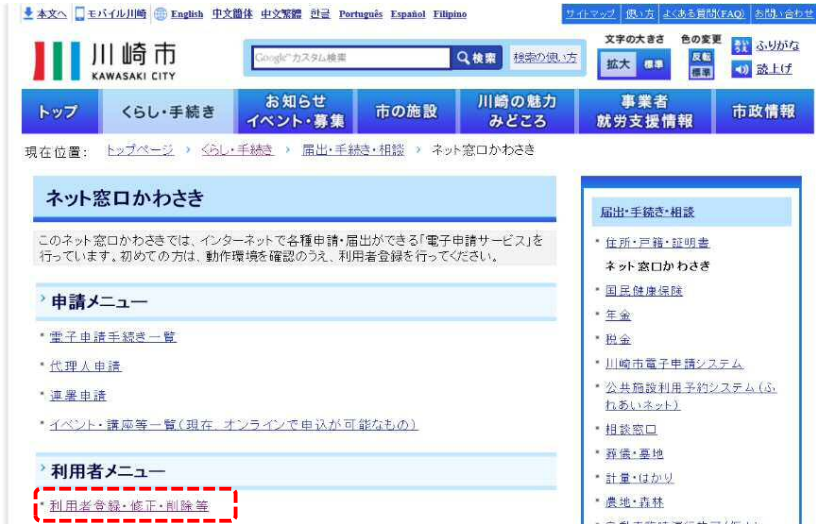 本文へ モバイル川崎 English 中文簡体 中文繁體 한글 Português Español Filipino サイトマップ 使い方 よくある質問(FAQ) お問い合わせ
川崎市
KAWASAKI CITY
Google カスタム検索 検索 検索の使い方
文字の大きさ 拡大 標準
色の変更 反転 標準
ふりがな
読上げ
トップ くらし・手続き お知らせ イベント・募集 市の施設 川崎の魅力 みどころ 事業者 就労支援情報 市政情報
現在位置: トップページ › くらし・手続き › 届出・手続き・相談 › ネット窓口かわさき
ネット窓口かわさき
このネット窓口かわさきでは、インターネットで各種申請・届出ができる「電子申請サービス」を
行っています。初めての方は、動作環境を確認のうえ、利用者登録を行ってください。
申請メニュー
電子申請手続き一覧
代理人申請
連署申請
イベント・講座等一覧(現在、オンラインで申込が可能なもの)
利用者メニュー
利用者登録・修正・削除等
届出・手続き・相談
住所・戸籍・証明書
ネット窓口かわさき
国民健康保険
年金
税金
川崎市電子申請システム
公共施設利用予約システム(ふ
れあいネット)
相談窓口
葬儀・墓地
計量・はかり
農地・森林